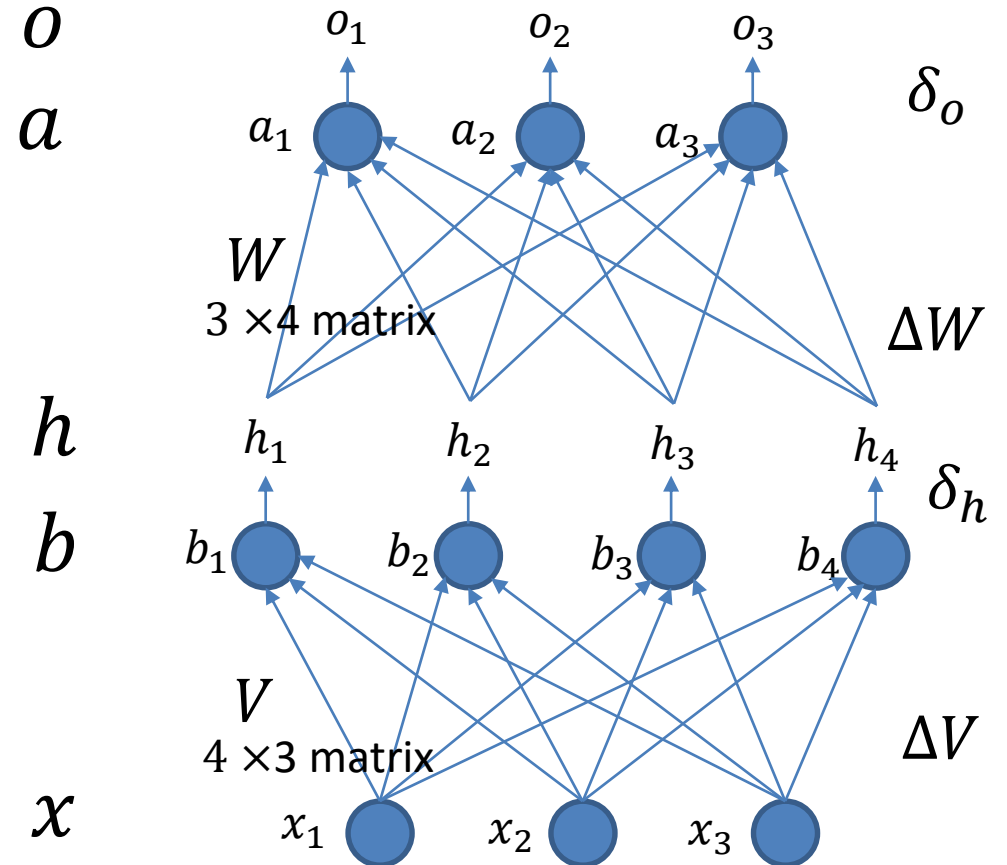 o o₁ o₂ o₃
δₒ
a a₁ a₂ a₃
W
3 ×4 matrix
ΔW
h h₁ h₂ h₃ h₄
δₕ
b b₁ b₂ b₃ b₄
V
4 ×3 matrix
ΔV
x x₁ x₂ x₃